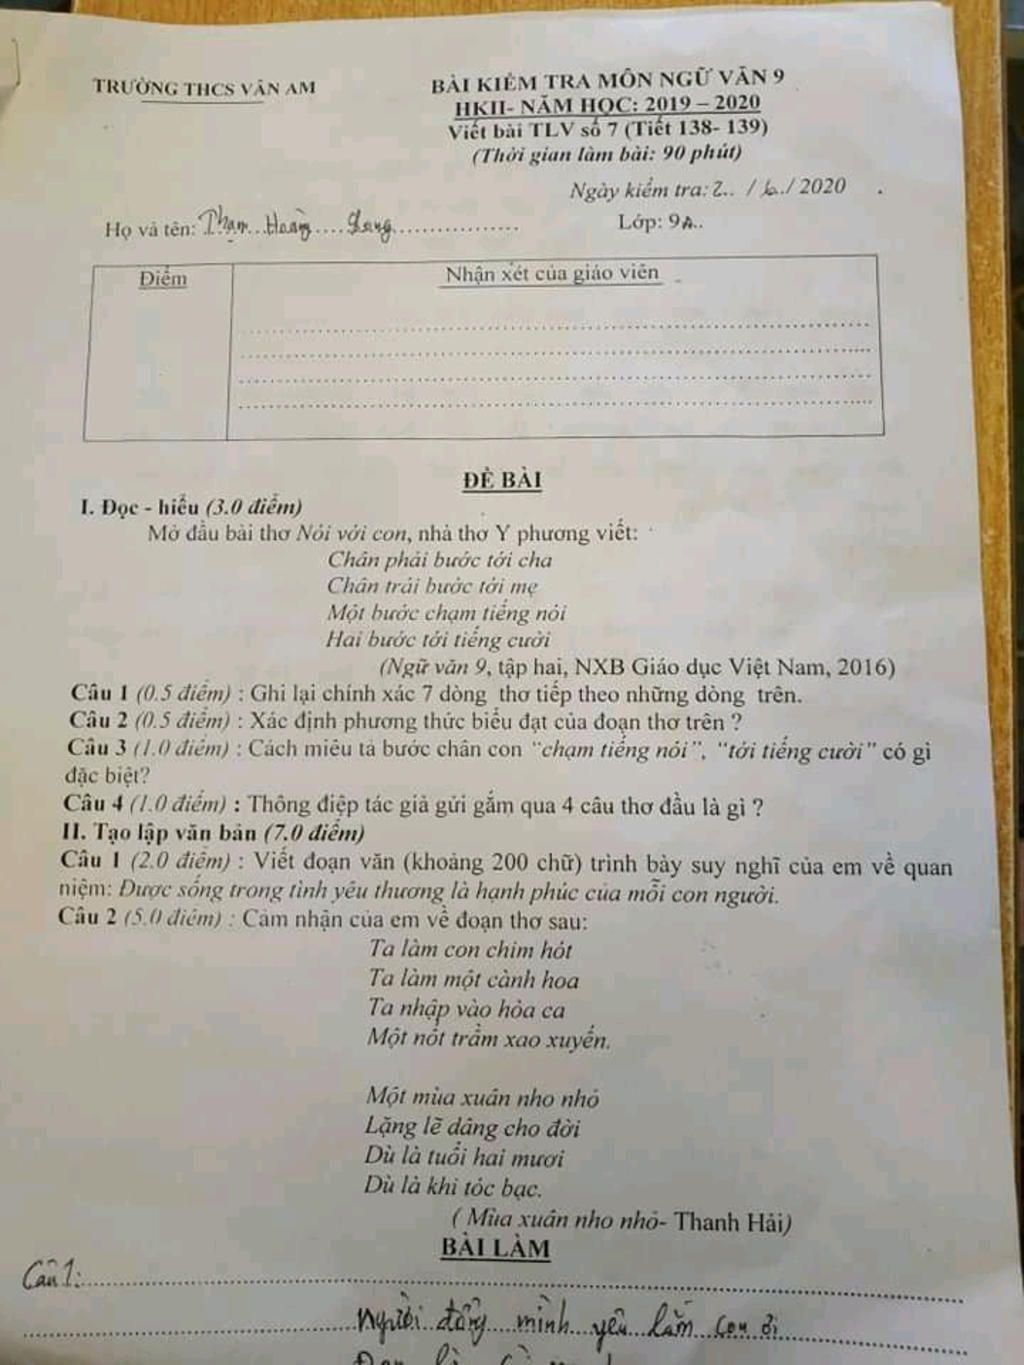 TRƯỜNG THCS VÂN AM
BÀI KIỂM TRA MÔN NGỮ VĂN 9
HKII- NĂM HỌC: 2019 – 2020
Viết bài TLV số 7 (Tiết 138- 139)
(Thời gian làm bài: 90 phút)
Ngày kiểm tra: 2.. / 6../ 2020
Họ và tên: Phạm Hoàng
Lớp: 9A..
Điểm
Nhận xét của giáo viên
ĐỀ BÀI
I. Đọc - hiểu (3.0 điểm)
Mở đầu bài thơ Nói với con, nhà thơ Y phương viết:
Chân phải bước tới cha
Chân trái bước tới mẹ
Một bước chạm tiếng nói
Hai bước tới tiếng cười
(Ngữ văn 9, tập hai, NXB Giáo dục Việt Nam, 2016)
Câu 1 (0.5 điểm) : Ghi lại chính xác 7 dòng thơ tiếp theo những dòng trên.
Câu 2 (0.5 điểm) : Xác định phương thức biểu đạt của đoạn thơ trên ?
Câu 3 (1.0 điểm) : Cách miêu tả bước chân con “chạm tiếng nói”, “tới tiếng cười” có gì
đặc biệt?
Câu 4 (1.0 điểm) : Thông điệp tác giả gửi gắm qua 4 câu thơ đầu là gì ?
II. Tạo lập văn bản (7.0 điểm)
Câu 1 (2.0 điểm) : Viết đoạn văn (khoảng 200 chữ) trình bày suy nghĩ của em về quan
niệm: Được sống trong tình yêu thương là hạnh phúc của mỗi con người.
Câu 2 (5.0 điểm) : Cảm nhận của em về đoạn thơ sau:
Ta làm con chim hót
Ta làm một cành hoa
Ta nhập vào hòa ca
Một nốt trầm xao xuyến.
Một mùa xuân nho nhỏ
Lặng lẽ dâng cho đời
Dù là tuổi hai mươi
Dù là khi tóc bạc.
( Mùa xuân nho nhỏ- Thanh Hải)
BÀI LÀM
Câu 1:
Người đồng mình yêu lắm con ơi